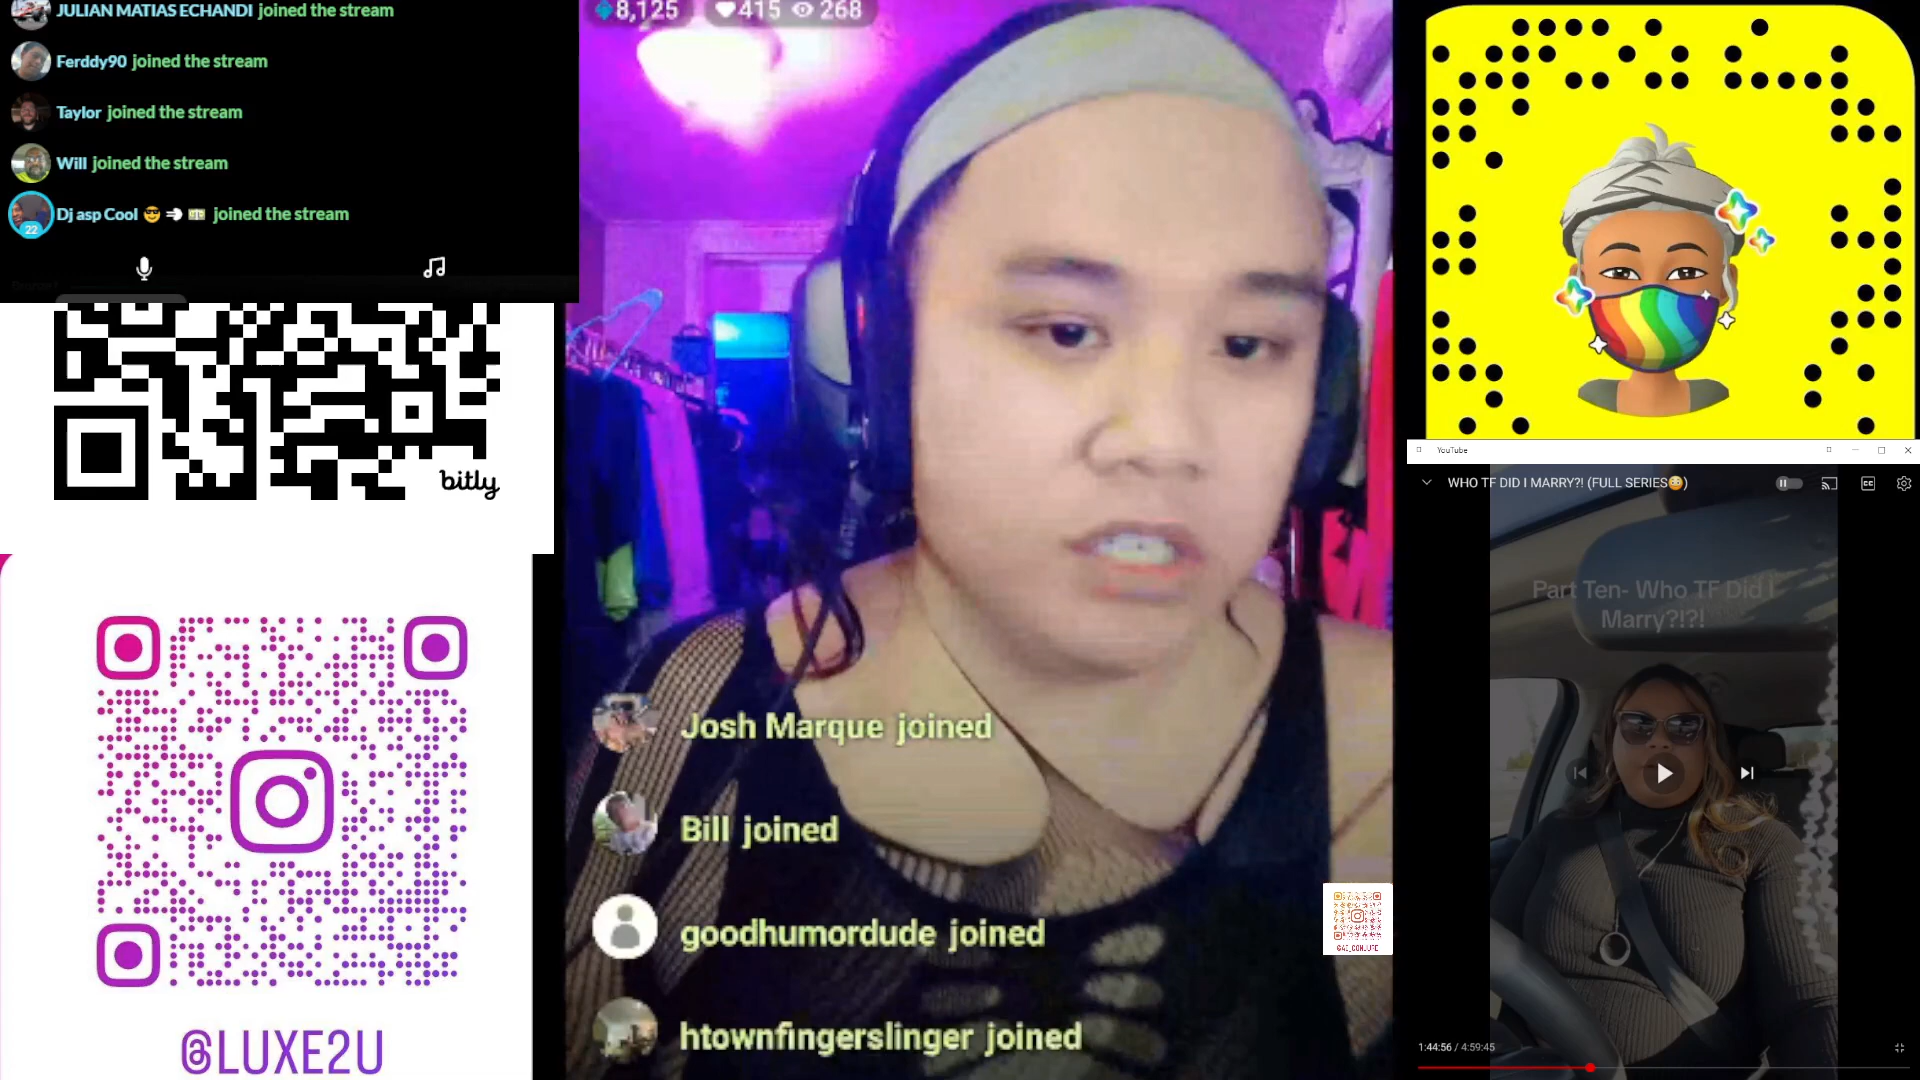 JULIAN MATIAS ECHANDI joined the stream
Ferddy90 joined the stream
Taylor joined the stream
Will joined the stream
22
Dj asp Cool 😎 💨 💵 joined the stream
bitly
@LUXE2U
8,125 415 268
Josh Marque joined
Bill joined
goodhumordude joined
htownfingerslinger joined
YouTube
WHO TF DID I MARRY?! (FULL SERIES😳)
CC
Part Ten- Who TF Did I
Marry?!?!
1:44:56 / 4:59:45